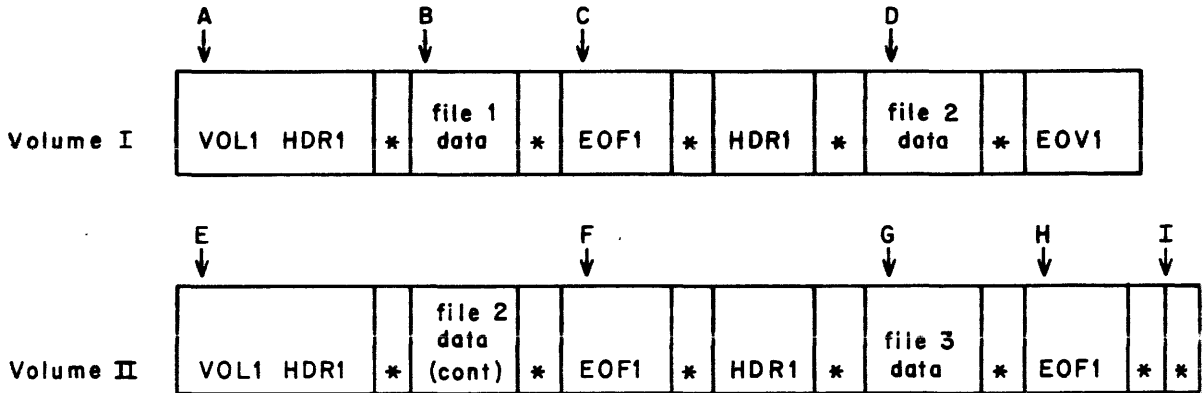 A B C D
Volume I VOL1 HDR1 * file 1 data * EOF1 * HDR1 * file 2 data * EOV1
E F G H I
Volume II VOL1 HDR1 * file 2 data (cont) * EOF1 * HDR1 * file 3 data * EOF1 * *